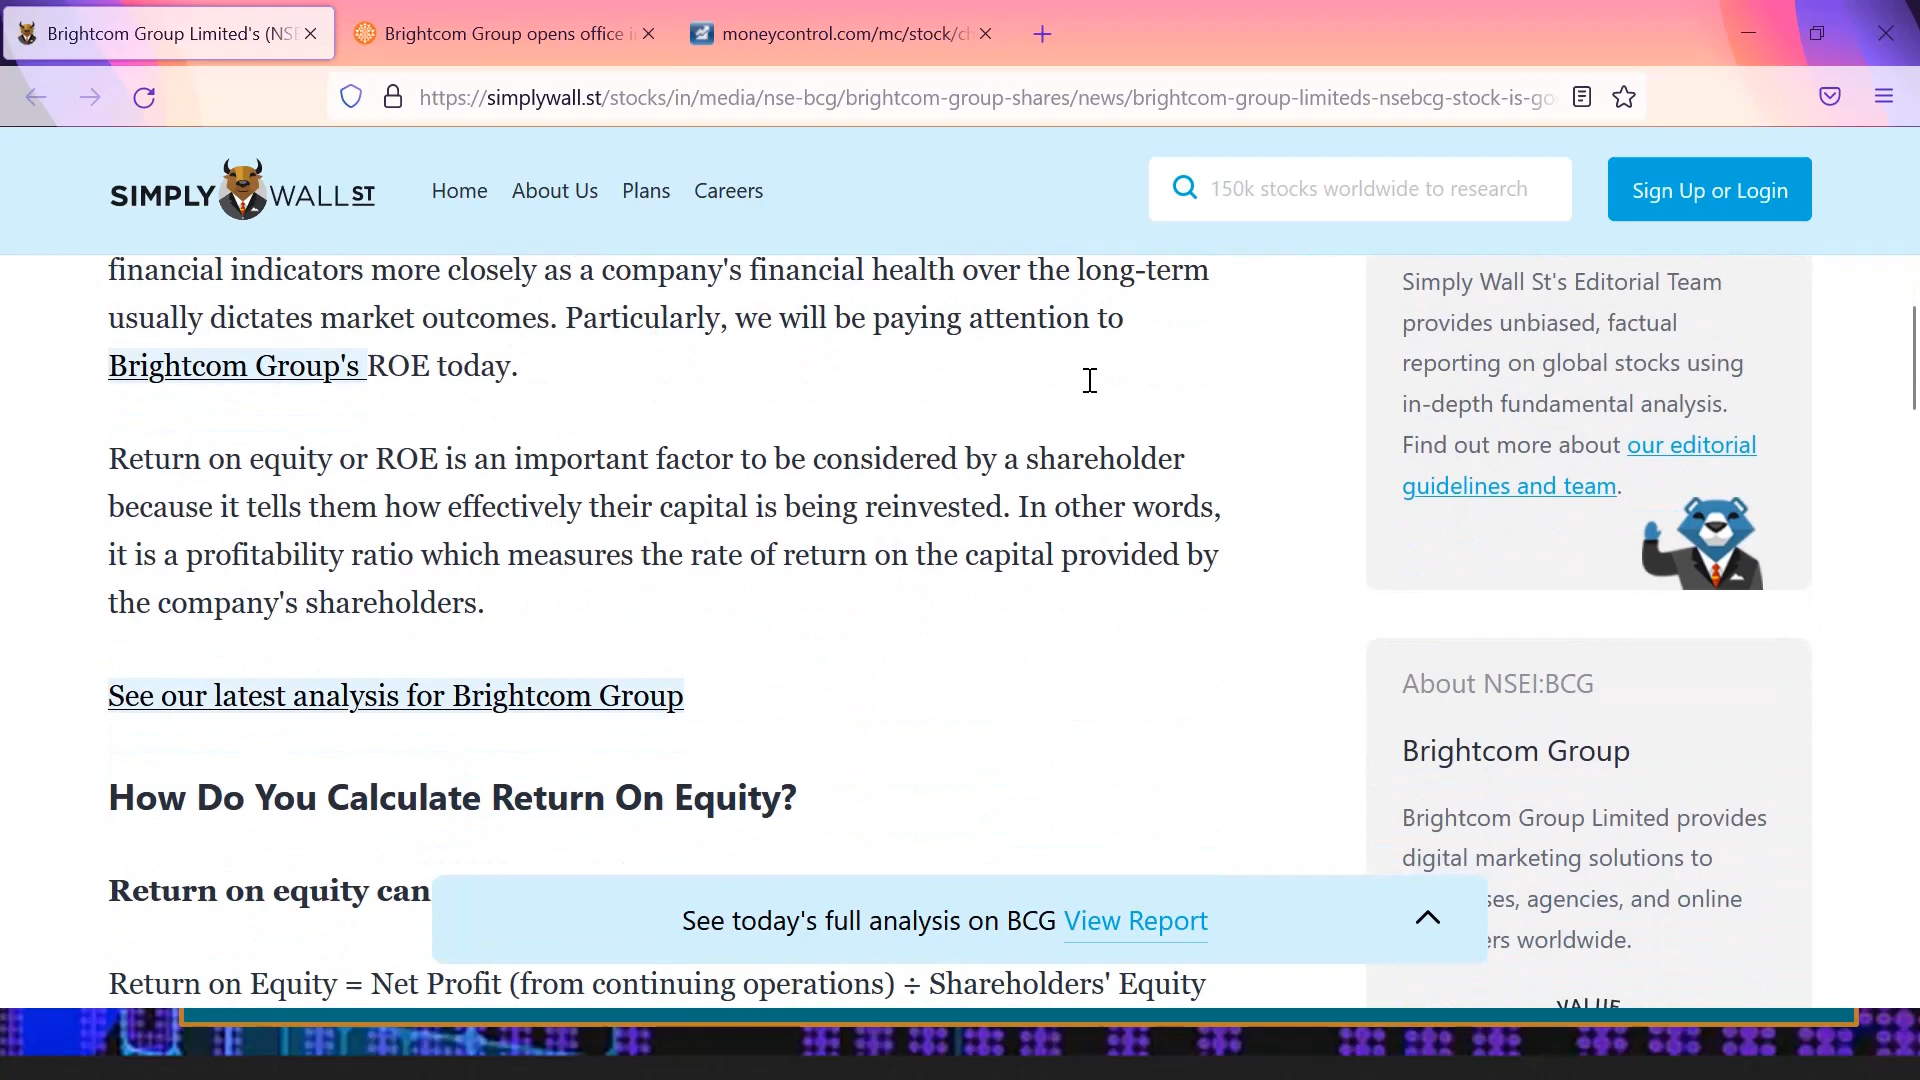 Brightcom Group Limited's (NSE
Brightcom Group opens office i
moneycontrol.com/mc/stock/ch
https://simplywall.st/stocks/in/media/nse-bcg/brightcom-group-shares/news/brightcom-group-limiteds-nsebcg-stock-is-go
SIMPLY WALL ST
Home
About Us
Plans
Careers
150k stocks worldwide to research
Sign Up or Login
financial indicators more closely as a company's financial health over the long-term
usually dictates market outcomes. Particularly, we will be paying attention to
Brightcom Group's ROE today.
Return on equity or ROE is an important factor to be considered by a shareholder
because it tells them how effectively their capital is being reinvested. In other words,
it is a profitability ratio which measures the rate of return on the capital provided by
the company's shareholders.
See our latest analysis for Brightcom Group
How Do You Calculate Return On Equity?
Return on equity can
Return on Equity = Net Profit (from continuing operations) ÷ Shareholders' Equity
See today's full analysis on BCG View Report
Simply Wall St's Editorial Team
provides unbiased, factual
reporting on global stocks using
in-depth fundamental analysis.
Find out more about our editorial
guidelines and team.
About NSEI:BCG
Brightcom Group
Brightcom Group Limited provides
digital marketing solutions to
ses, agencies, and online
ers worldwide.
VALUE